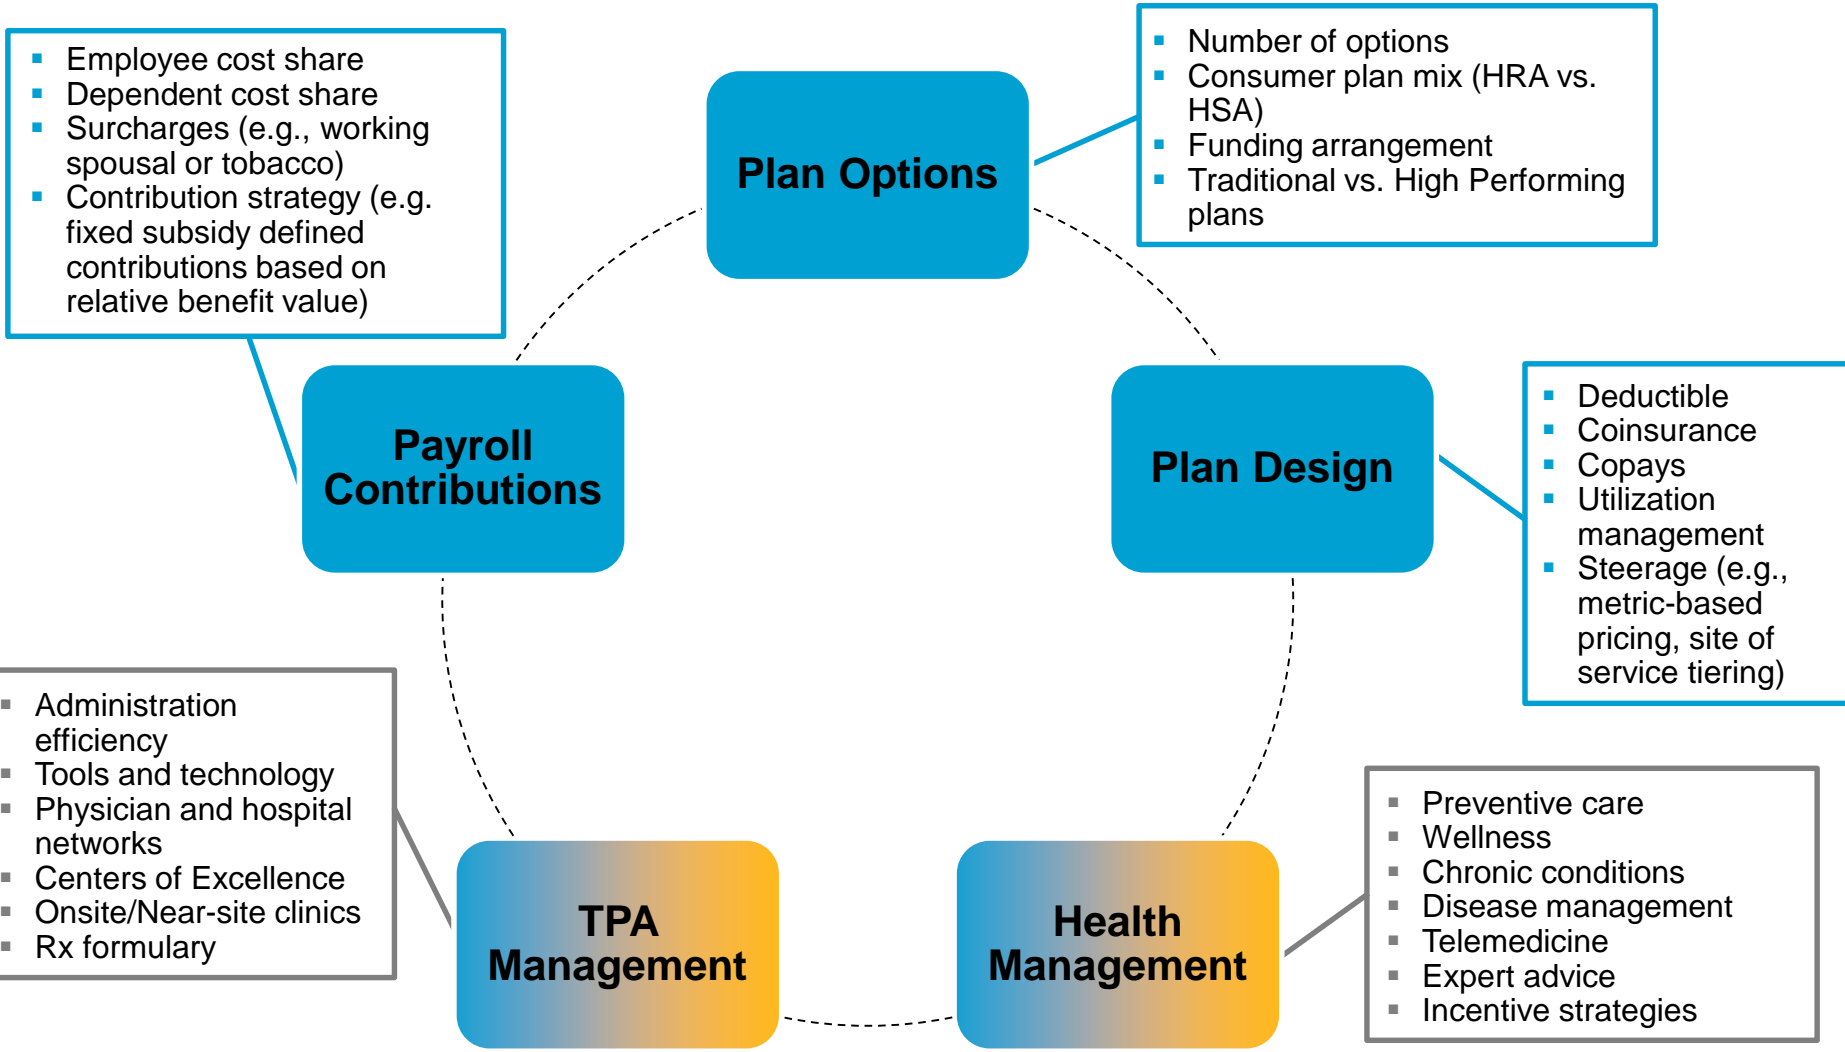 ▪ Employee cost share
▪ Dependent cost share
▪ Surcharges (e.g., working
spousal or tobacco)
▪ Contribution strategy (e.g.
fixed subsidy defined
contributions based on
relative benefit value)
Plan Options
▪ Number of options
▪ Consumer plan mix (HRA vs.
HSA)
▪ Funding arrangement
▪ Traditional vs. High Performing
plans
Payroll
Contributions
Plan Design
▪ Deductible
▪ Coinsurance
▪ Copays
▪ Utilization
management
▪ Steerage (e.g.,
metric-based
pricing, site of
service tiering)
▪ Administration
efficiency
▪ Tools and technology
▪ Physician and hospital
networks
▪ Centers of Excellence
▪ Onsite/Near-site clinics
▪ Rx formulary
TPA
Management
Health
Management
▪ Preventive care
▪ Wellness
▪ Chronic conditions
▪ Disease management
▪ Telemedicine
▪ Expert advice
▪ Incentive strategies